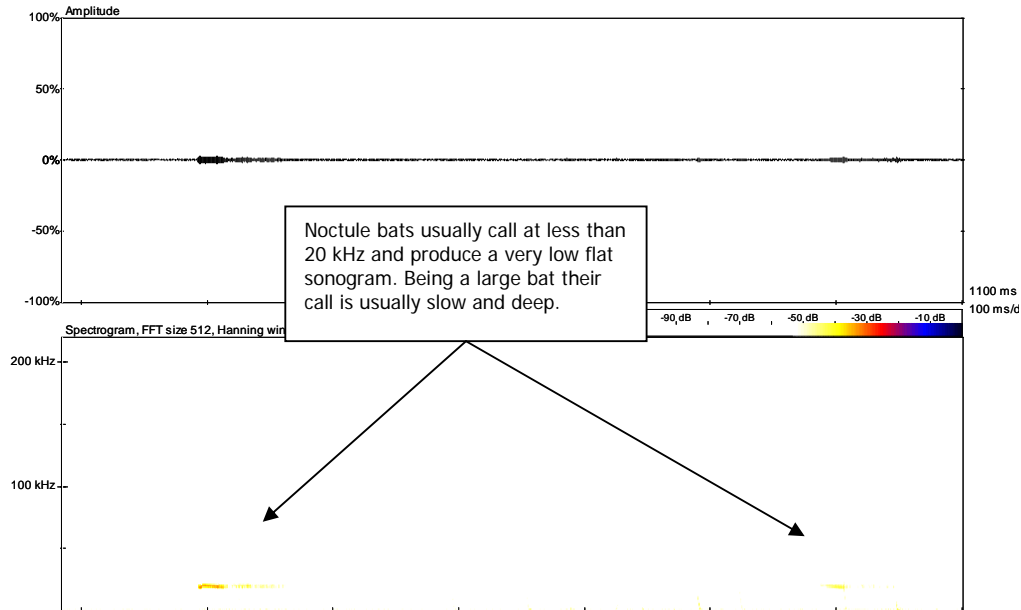 Amplitude
100%
50%
0%
-50%
-100%
Noctule bats usually call at less than
20 kHz and produce a very low flat
sonogram. Being a large bat their
call is usually slow and deep.
1100 ms
100 ms/d
Spectrogram, FFT size 512, Hanning win
-90 dB -70 dB -50 dB -30 dB -10 dB
200 kHz
100 kHz